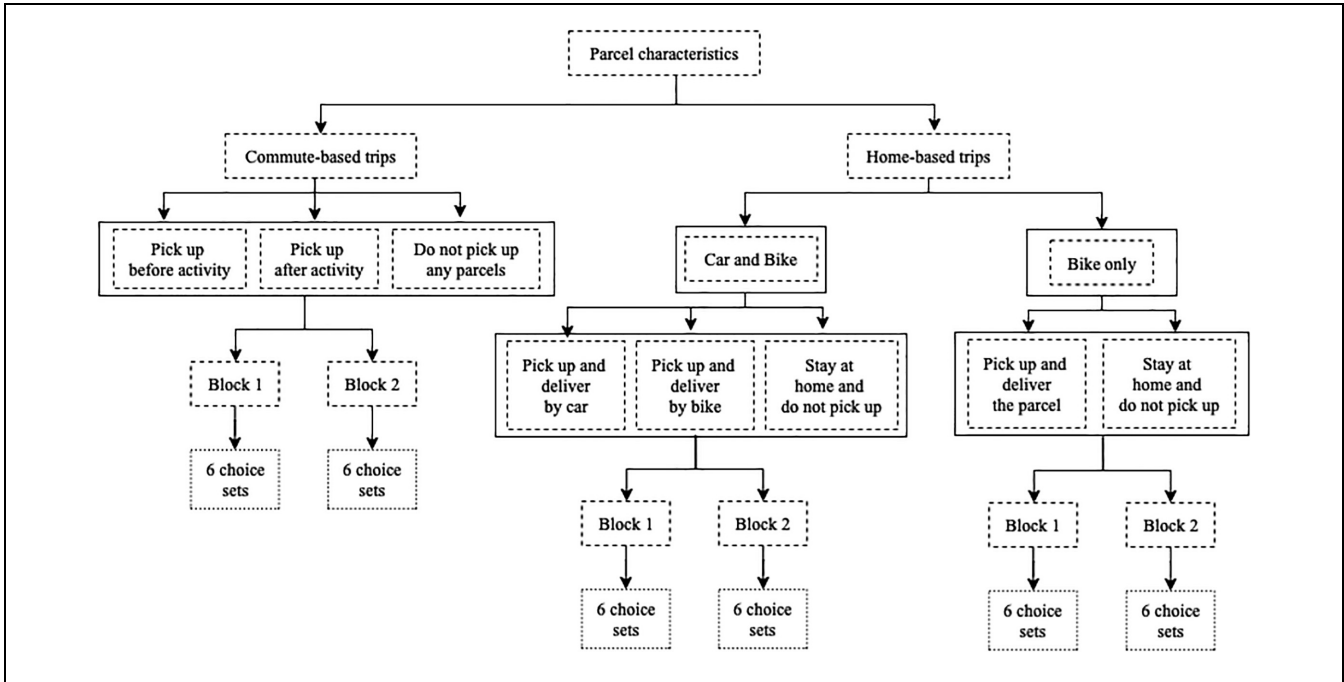 Parcel characteristics
Commute-based trips
Home-based trips
Pick up
before activity
Pick up
after activity
Do not pick up
any parcels
Car and Bike
Bike only
Pick up and
deliver
by car
Pick up and
deliver
by bike
Stay at
home and
do not pick up
Pick up and
deliver
the parcel
Stay at
home and
do not pick up
Block 1
Block 2
6 choice
sets
6 choice
sets
Block 1
Block 2
Block 1
Block 2
6 choice
sets
6 choice
sets
6 choice
sets
6 choice
sets